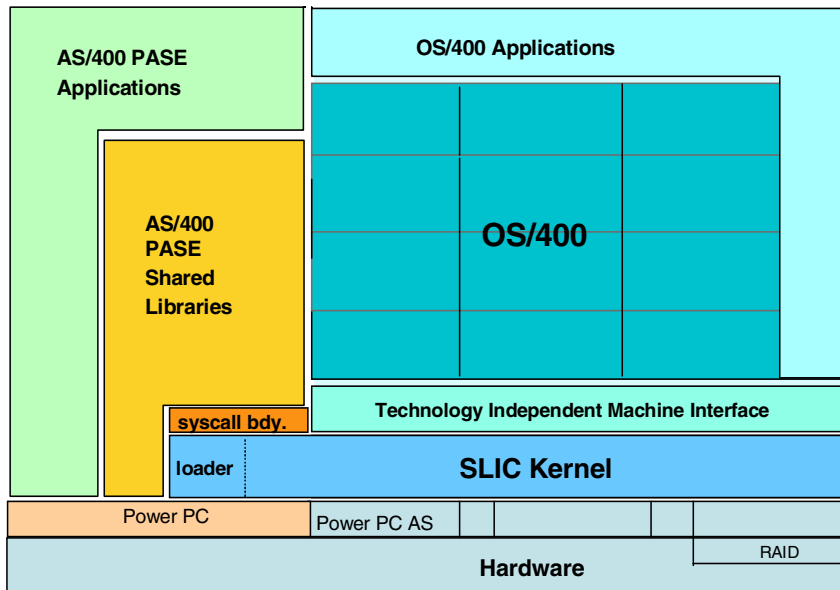 AS/400 PASE
Applications
OS/400 Applications
AS/400
PASE
Shared
Libraries
OS/400
syscall bdy.
Technology Independent Machine Interface
loader
SLIC Kernel
Power PC
Power PC AS
RAID
Hardware